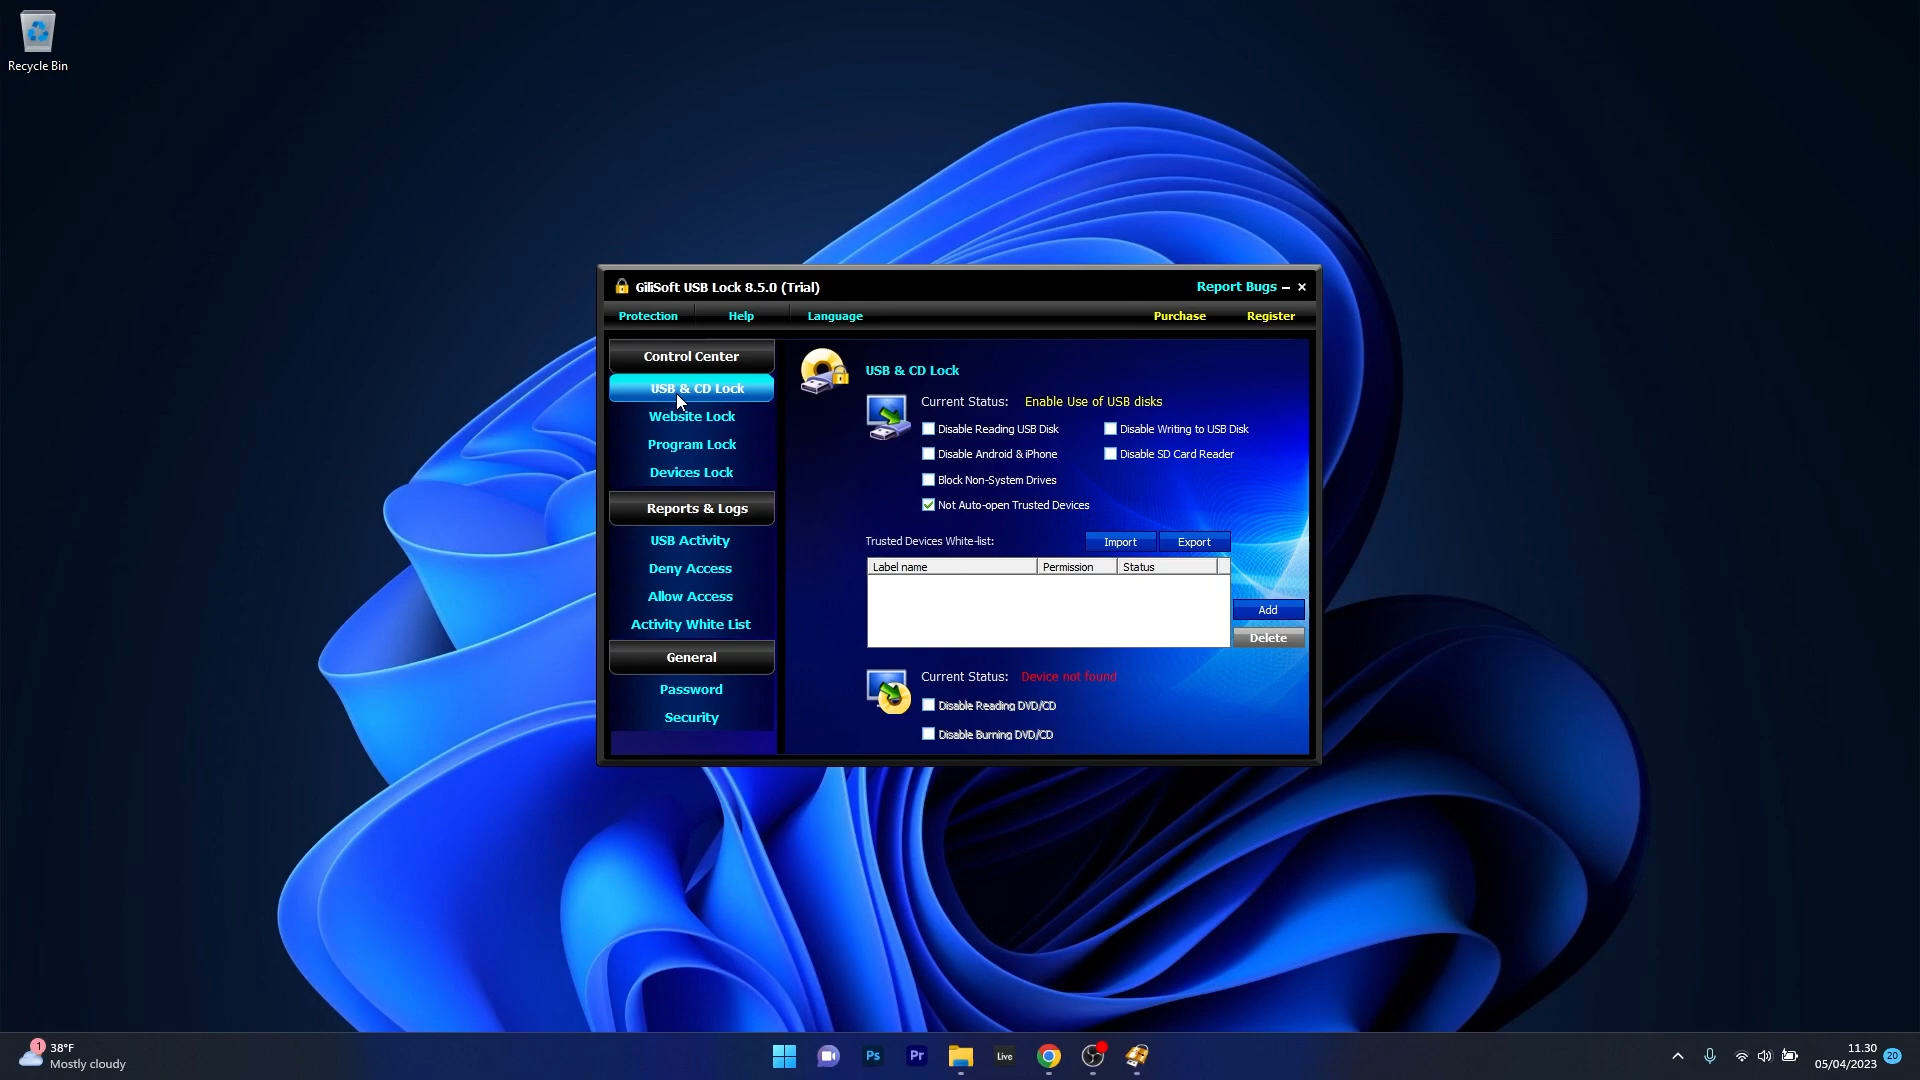 Recycle Bin
GiliSoft USB Lock 8.5.0 (Trial)
Report Bugs
Protection
Help
Language
Purchase
Register
Control Center
USB & CD Lock
Website Lock
Program Lock
Devices Lock
Reports & Logs
USB Activity
Deny Access
Allow Access
Activity White List
General
Password
Security
USB & CD Lock
Current Status: Enable Use of USB disks
Disable Reading USB Disk
Disable Writing to USB Disk
Disable Android & iPhone
Disable SD Card Reader
Block Non-System Drives
Not Auto-open Trusted Devices
Trusted Devices White-list:
Import
Export
Label name
Permission
Status
Add
Delete
Current Status: Device not found
Disable Reading DVD/CD
Disable Burning DVD/CD
1
38°F
Mostly cloudy
Ps
Pr
Live
11.30
05/04/2023
20